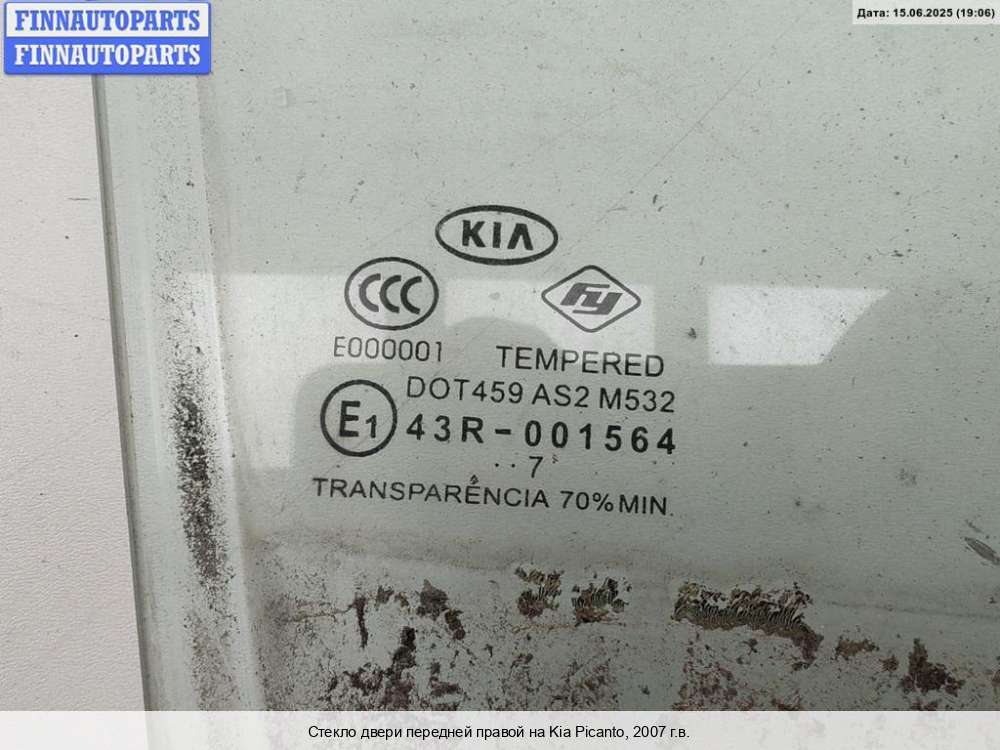 FINNAUTOPARTS
FINNAUTOPARTS
Дата: 15.06.2025 (19:06)
KIA
CCC
FY
E000001
TEMPERED
DOT459 AS2 M532
E1 43R-001564
..7
TRANSPARÊNCIA 70% MIN.
Стекло двери передней правой на Kia Picanto, 2007 г.в.